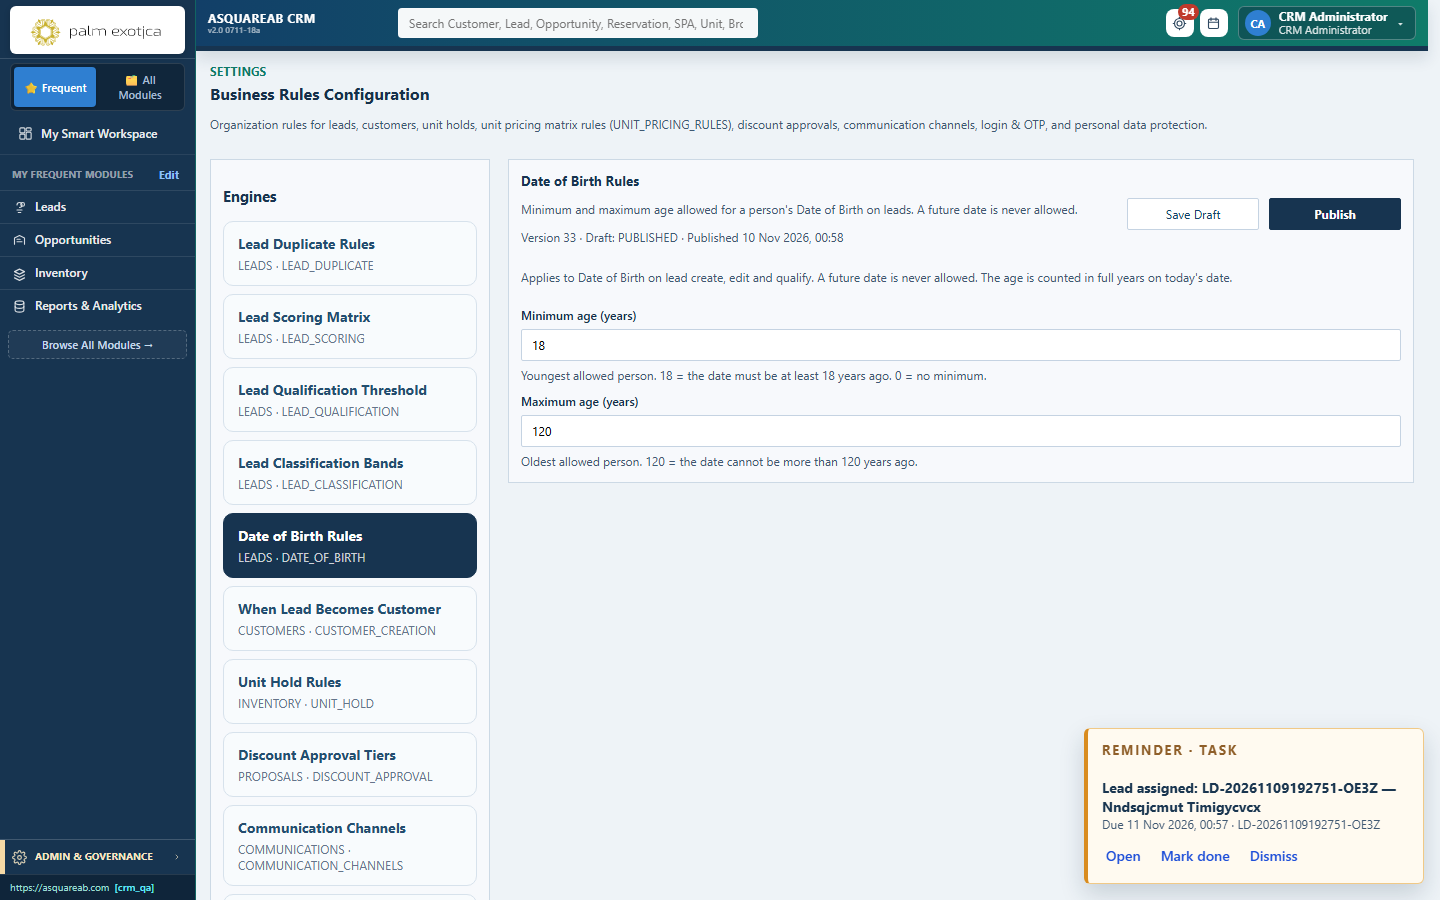 palm exotica
ASQUAREAB CRM
v2.0 0711-18a
Search Customer, Lead, Opportunity, Reservation, SPA, Unit, Brc
94
CA
CRM Administrator
CRM Administrator
Frequent
All Modules
My Smart Workspace
MY FREQUENT MODULES
Edit
Leads
Opportunities
Inventory
Reports & Analytics
Browse All Modules →
ADMIN & GOVERNANCE
https://asquareab.com [crm_qa]
SETTINGS
Business Rules Configuration
Organization rules for leads, customers, unit holds, unit pricing matrix rules (UNIT_PRICING_RULES), discount approvals, communication channels, login & OTP, and personal data protection.
Engines
Lead Duplicate Rules
LEADS · LEAD_DUPLICATE
Lead Scoring Matrix
LEADS · LEAD_SCORING
Lead Qualification Threshold
LEADS · LEAD_QUALIFICATION
Lead Classification Bands
LEADS · LEAD_CLASSIFICATION
Date of Birth Rules
LEADS · DATE_OF_BIRTH
When Lead Becomes Customer
CUSTOMERS · CUSTOMER_CREATION
Unit Hold Rules
INVENTORY · UNIT_HOLD
Discount Approval Tiers
PROPOSALS · DISCOUNT_APPROVAL
Communication Channels
COMMUNICATIONS ·
COMMUNICATION_CHANNELS
Date of Birth Rules
Minimum and maximum age allowed for a person's Date of Birth on leads. A future date is never allowed.
Version 33 · Draft: PUBLISHED · Published 10 Nov 2026, 00:58
Save Draft
Publish
Applies to Date of Birth on lead create, edit and qualify. A future date is never allowed. The age is counted in full years on today's date.
Minimum age (years)
18
Youngest allowed person. 18 = the date must be at least 18 years ago. 0 = no minimum.
Maximum age (years)
120
Oldest allowed person. 120 = the date cannot be more than 120 years ago.
REMINDER · TASK
Lead assigned: LD-20261109192751-OE3Z —
Nndsqjcmut Timigycvcx
Due 11 Nov 2026, 00:57 · LD-20261109192751-OE3Z
Open
Mark done
Dismiss